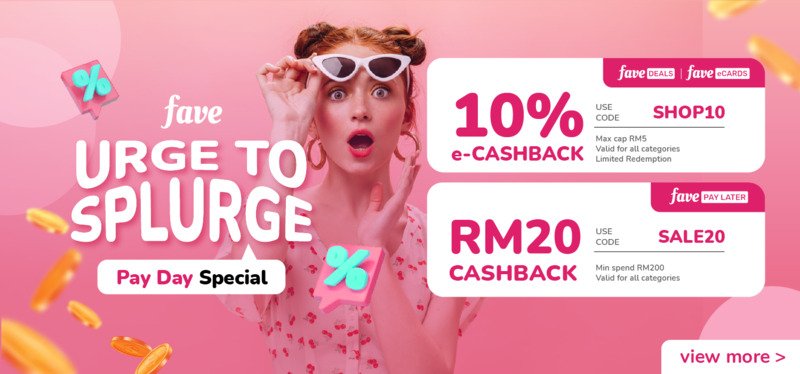 fave
URGE TO
SPLURGE
Pay Day Special
fave DEALS | fave eCARDS
10%
e-CASHBACK
USE
CODE
SHOP10
Max cap RM5
Valid for all categories
Limited Redemption
fave PAY LATER
RM20
CASHBACK
USE
CODE
SALE20
Min spend RM200
Valid for all categories
view more >
%
%